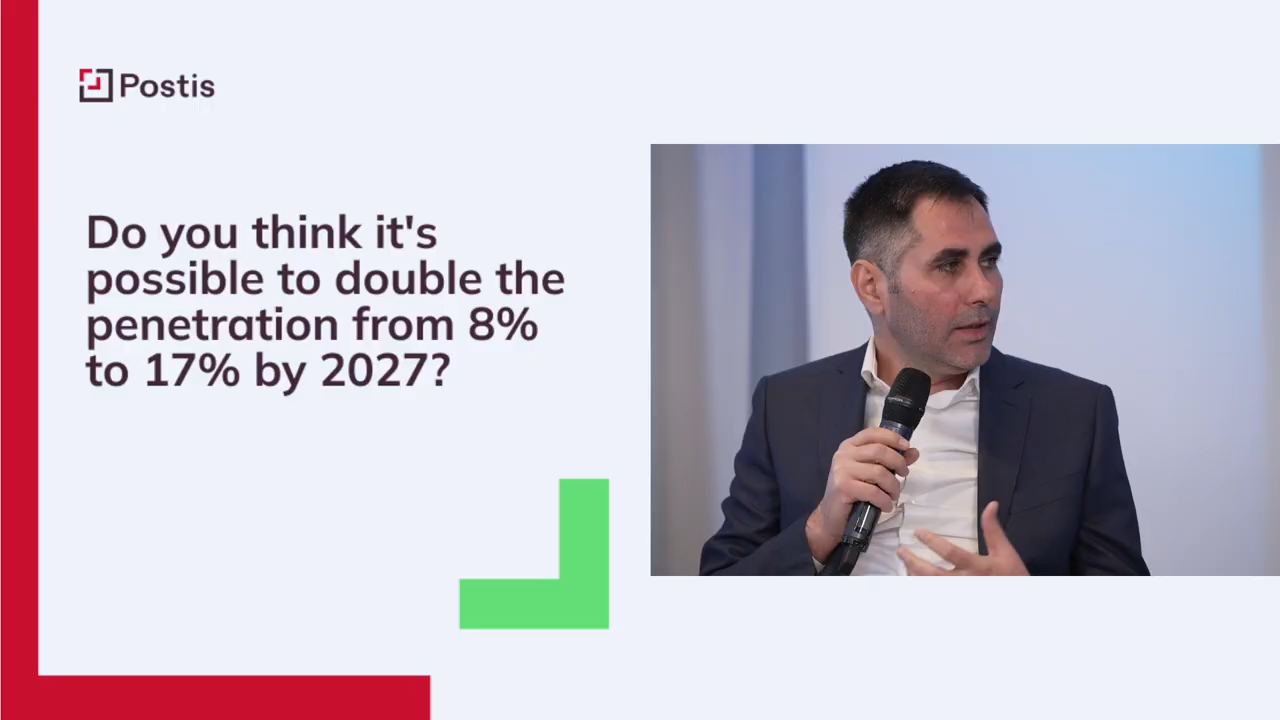 Postis
Do you think it's
possible to double the
penetration from 8%
to 17% by 2027?